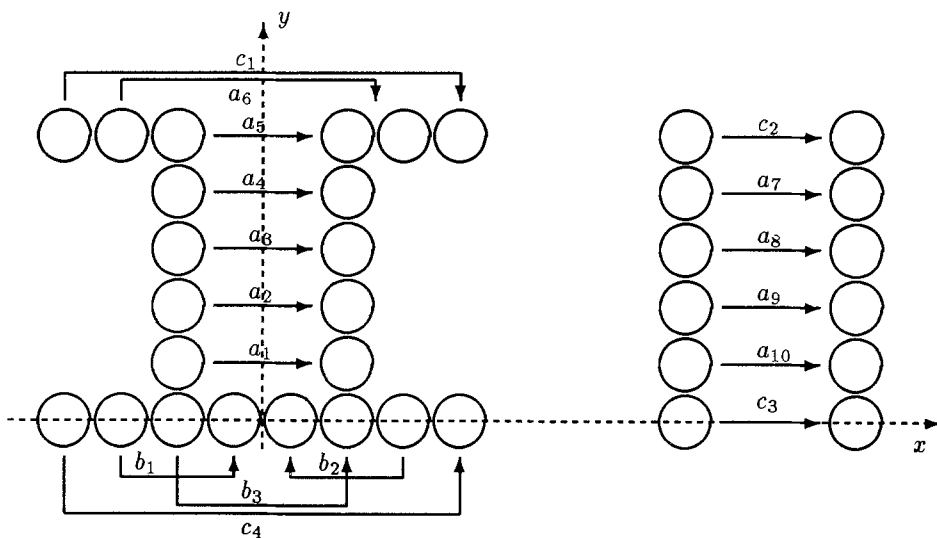 y
c₁
a₆
a₅ c₂
a₄ a₇
a₃ a₈
a₂ a₉
a₁ a₁₀
c₃
x
b₁ b₂
b₃
c₄